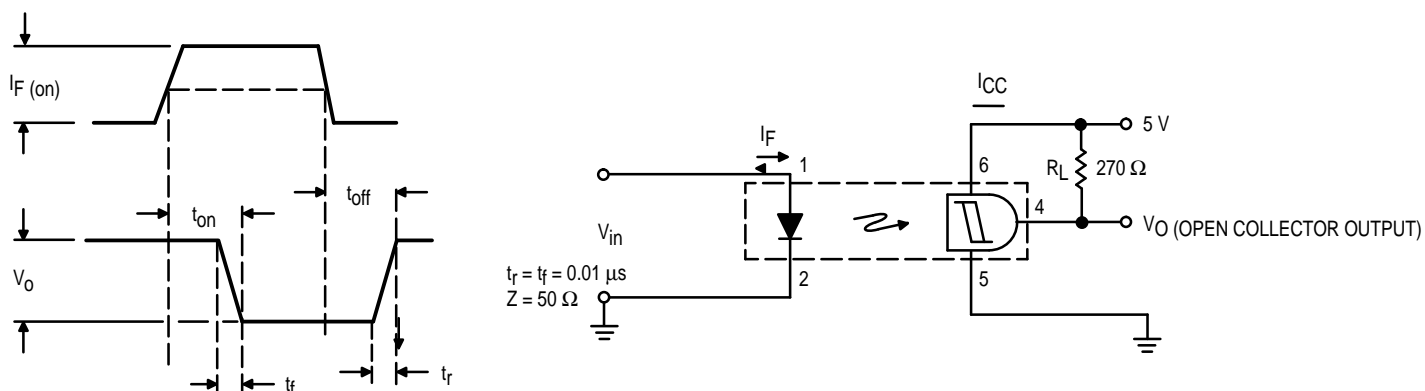 IF (on)
ton
toff
Vo
tf
tr
ICC
5 V
IF
1
6
RL
270 Ω
4
VO (OPEN COLLECTOR OUTPUT)
Vin
tr = tf = 0.01 μs
Z = 50 Ω
2
5